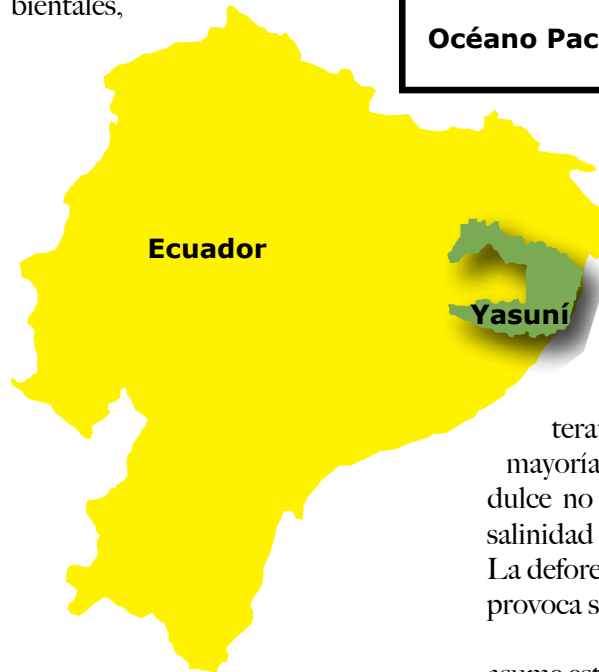 bientales,
Océano Pac
Ecuador
Yasuní
tera
mayoría
dulce no
salinidad
La defore
provoca s